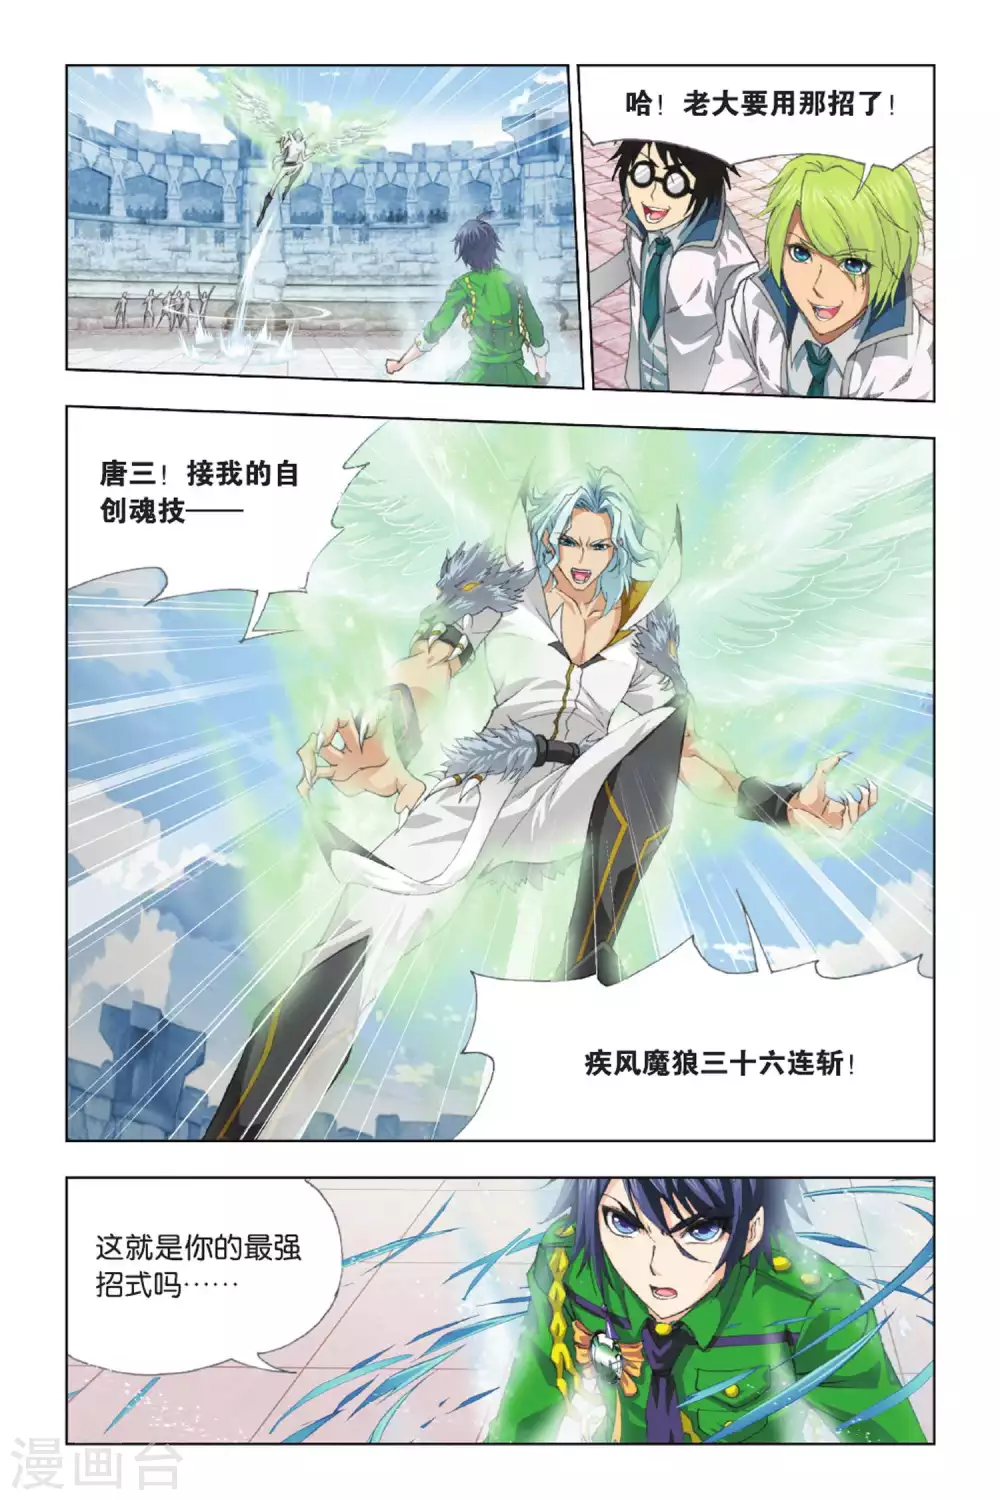 哈！老大要用那招了！
唐三！接我的自
创魂技——
疾风魔狼三十六连斩！
这就是你的最强
招式吗……
漫画台